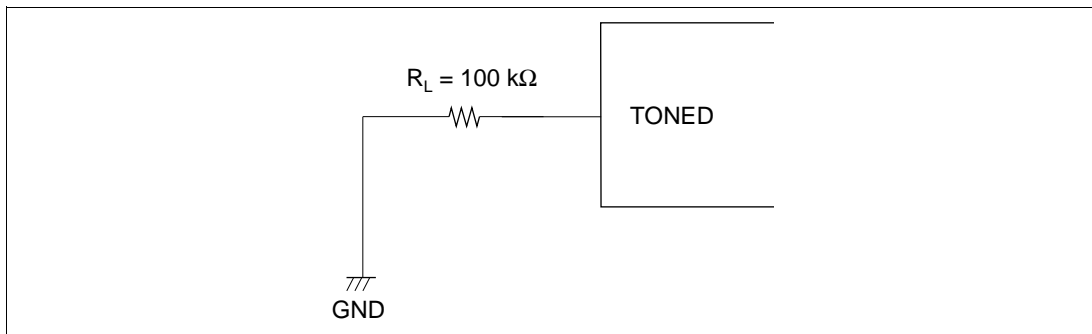 R_L = 100 kΩ
TONED
GND